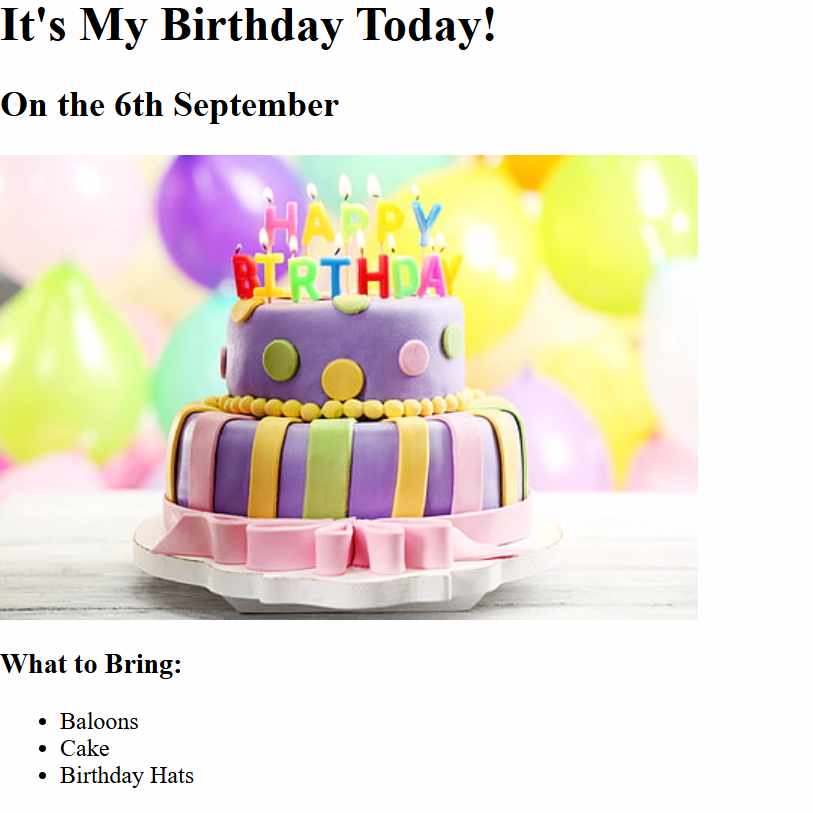 It's My Birthday Today!
On the 6th September
HAPPY
BIRTHDAY
What to Bring:
Baloons
Cake
Birthday Hats